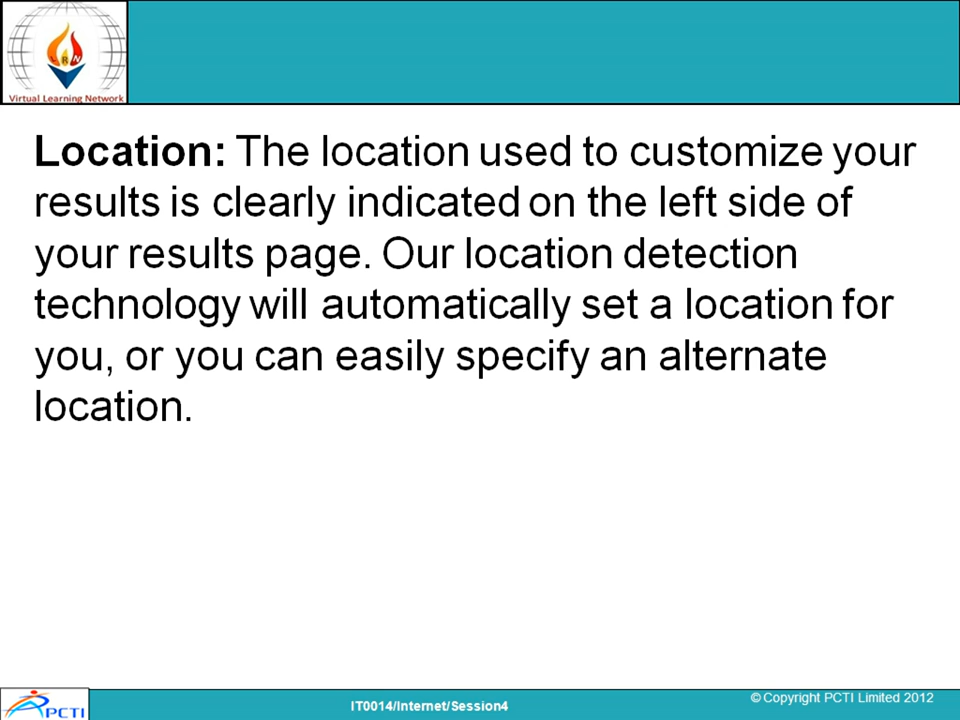 VRN
Virtual Learning Network
Location: The location used to customize your
results is clearly indicated on the left side of
your results page. Our location detection
technology will automatically set a location for
you, or you can easily specify an alternate
location.
PCTI
IT0014/Internet/Session4
© Copyright PCTI Limited 2012